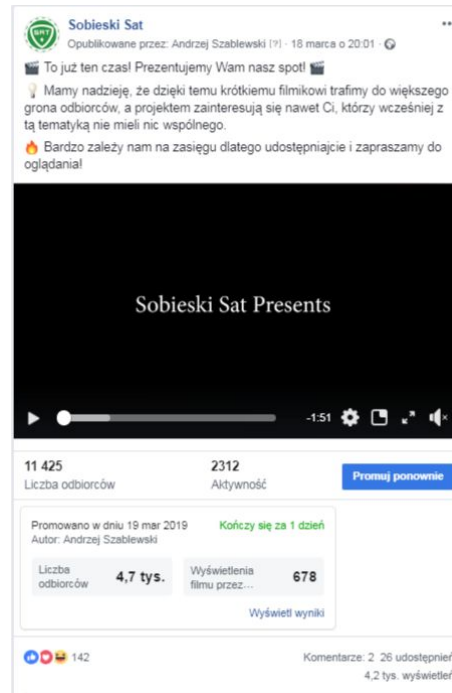 Sobieski Sat
Opublikowane przez: Andrzej Szablewski [?] · 18 marca o 20:01 ·
To już ten czas! Prezentujemy Wam nasz spot!
Mamy nadzieję, że dzięki temu krótkiemu filmikowi trafimy do większego
grona odbiorców, a projektem zainteresują się nawet Ci, którzy wcześniej z
tą tematyką nie mieli nic wspólnego.
Bardzo zależy nam na zasięgu dlatego udostępniajcie i zapraszamy do
oglądania!
Sobieski Sat Presents
-1:51
11 425
Liczba odbiorców
2312
Aktywność
Promuj ponownie
Promowano w dniu 19 mar 2019
Kończy się za 1 dzień
Autor: Andrzej Szablewski
Liczba
odbiorców
4,7 tys.
Wyświetlenia
filmu przez...
678
Wyświetl wyniki
142
Komentarze: 2 26 udostępnień
4,2 tys. wyświetleń